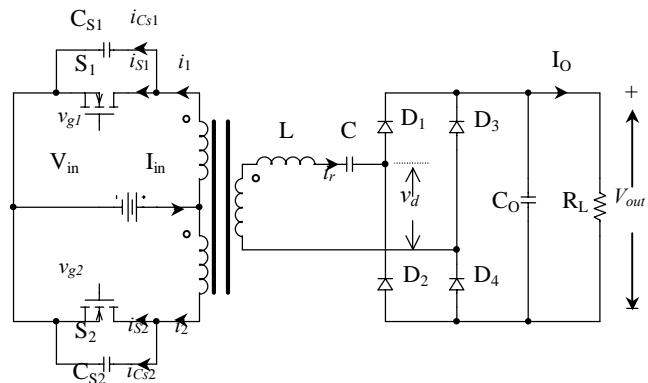 C_S1
i_Cs1
S_1
i_S1
i_1
v_g1
V_in
I_in
v_g2
S_2
i_S2
i_2
C_S2
i_Cs2
L
C
i_r
v_d
D_1
D_3
D_2
D_4
I_O
C_O
R_L
+
V_out
-